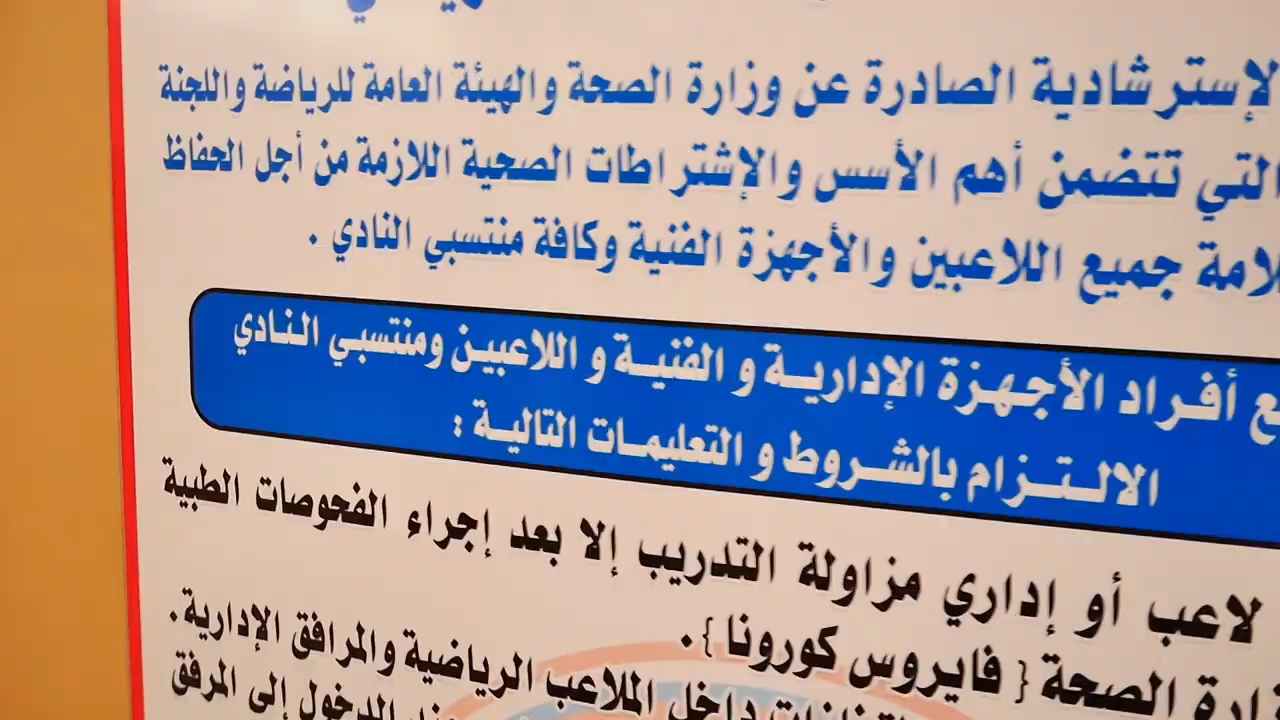 الإسترشادية الصادرة عن وزارة الصحة والهيئة العامة للرياضة واللجنة
التي تتضمن أهم الأسس والإشتراطات الصحية اللازمة من أجل الحفاظ
لامة جميع اللاعبين والأجهزة الفنية وكافة منتسبي النادي .
ع أفراد الأجهزة الإدارية و الفنية و اللاعبين ومنتسبي النادي
الالتزام بالشروط و التعليمات التالية :
لاعب أو إداري مزاولة التدريب إلا بعد إجراء الفحوصات الطبية
زارة الصحة { فايروس كورونا } .
داخل الملاعب الرياضية والمرافق الإدارية .
الدخول إلى المرفق